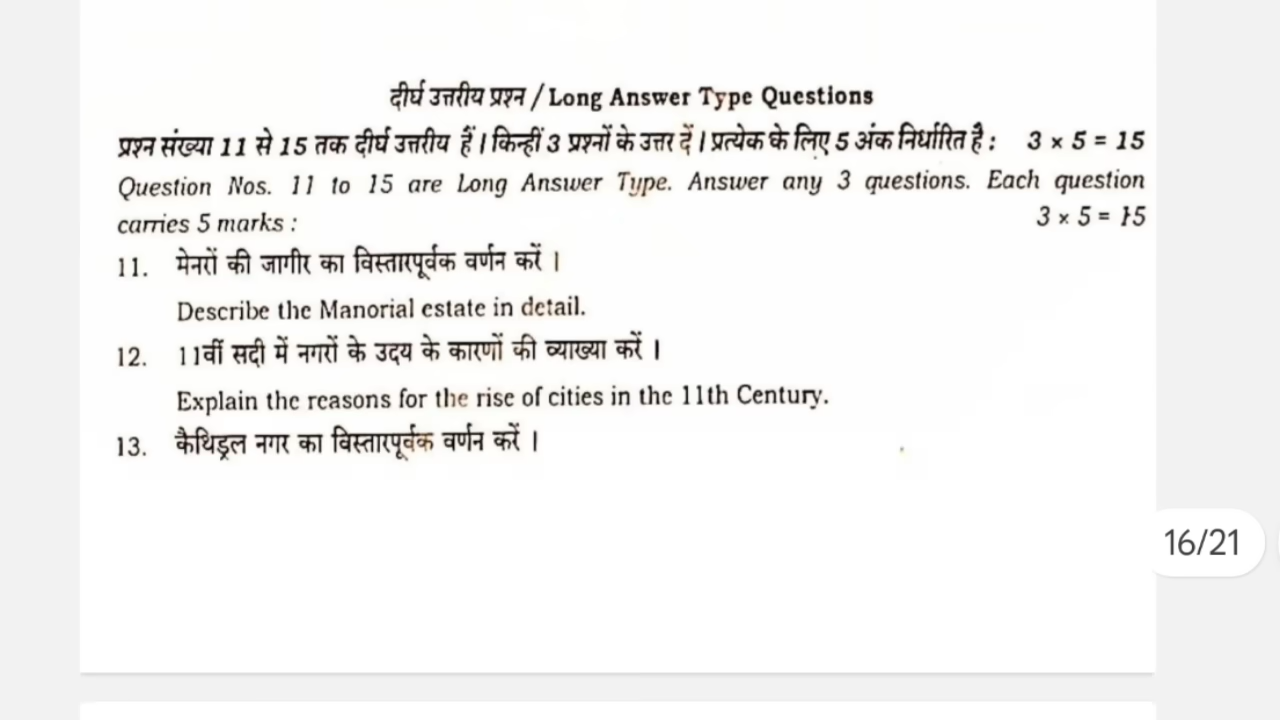 दीर्घ उत्तरीय प्रश्न / Long Answer Type Questions
प्रश्न संख्या 11 से 15 तक दीर्घ उत्तरीय हैं। किन्हीं 3 प्रश्नों के उत्तर दें। प्रत्येक के लिए 5 अंक निर्धारित है : 3 × 5 = 15
Question Nos. 11 to 15 are Long Answer Type. Answer any 3 questions. Each question
carries 5 marks : 3 × 5 = 15
11. मेनरों की जागीर का विस्तारपूर्वक वर्णन करें।
Describe the Manorial estate in detail.
12. 11वीं सदी में नगरों के उदय के कारणों की व्याख्या करें।
Explain the reasons for the rise of cities in the 11th Century.
13. कैथिड्रल नगर का विस्तारपूर्वक वर्णन करें।
16/21